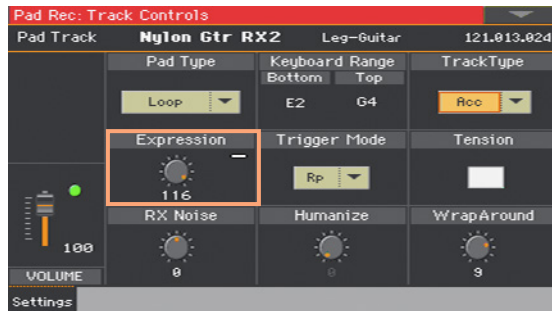 Pad Rec: Track Controls
Pad Track Nylon Gtr RX2 Leg-Guitar 121.013.024
Pad Type Keyboard Range TrackType
Bottom Top
Loop E2 G4 Acc
Expression Trigger Mode Tension
Rp
116
RX Noise Humanize WrapAround
100
VOLUME 0 0 9
Settings